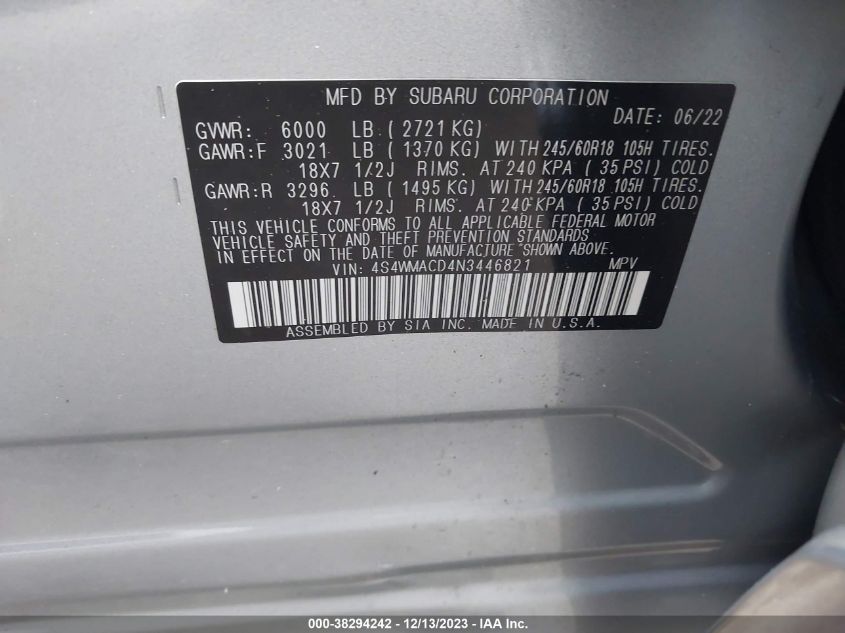 MFD BY SUBARU CORPORATION
DATE: 06/22
GVWR: 6000 LB ( 2721 KG)
GAWR:F 3021 LB ( 1370 KG) WITH 245/60R18 105H TIRES.
18X7 1/2J RIMS. AT 240 KPA ( 35 PSI) COLD
GAWR:R 3296 LB ( 1495 KG) WITH 245/60R18 105H TIRES.
18X7 1/2J RIMS. AT 240 KPA ( 35 PSI) COLD
THIS VEHICLE CONFORMS TO ALL APPLICABLE FEDERAL MOTOR
VEHICLE SAFETY AND THEFT PREVENTION STANDARDS
IN EFFECT ON THE DATE OF MANUFACTURE SHOWN ABOVE.
VIN: 4S4WMACD4N3446821 MPV
ASSEMBLED BY SIA INC. MADE IN U.S.A.
000-38294242 - 12/13/2023 - IAA Inc.